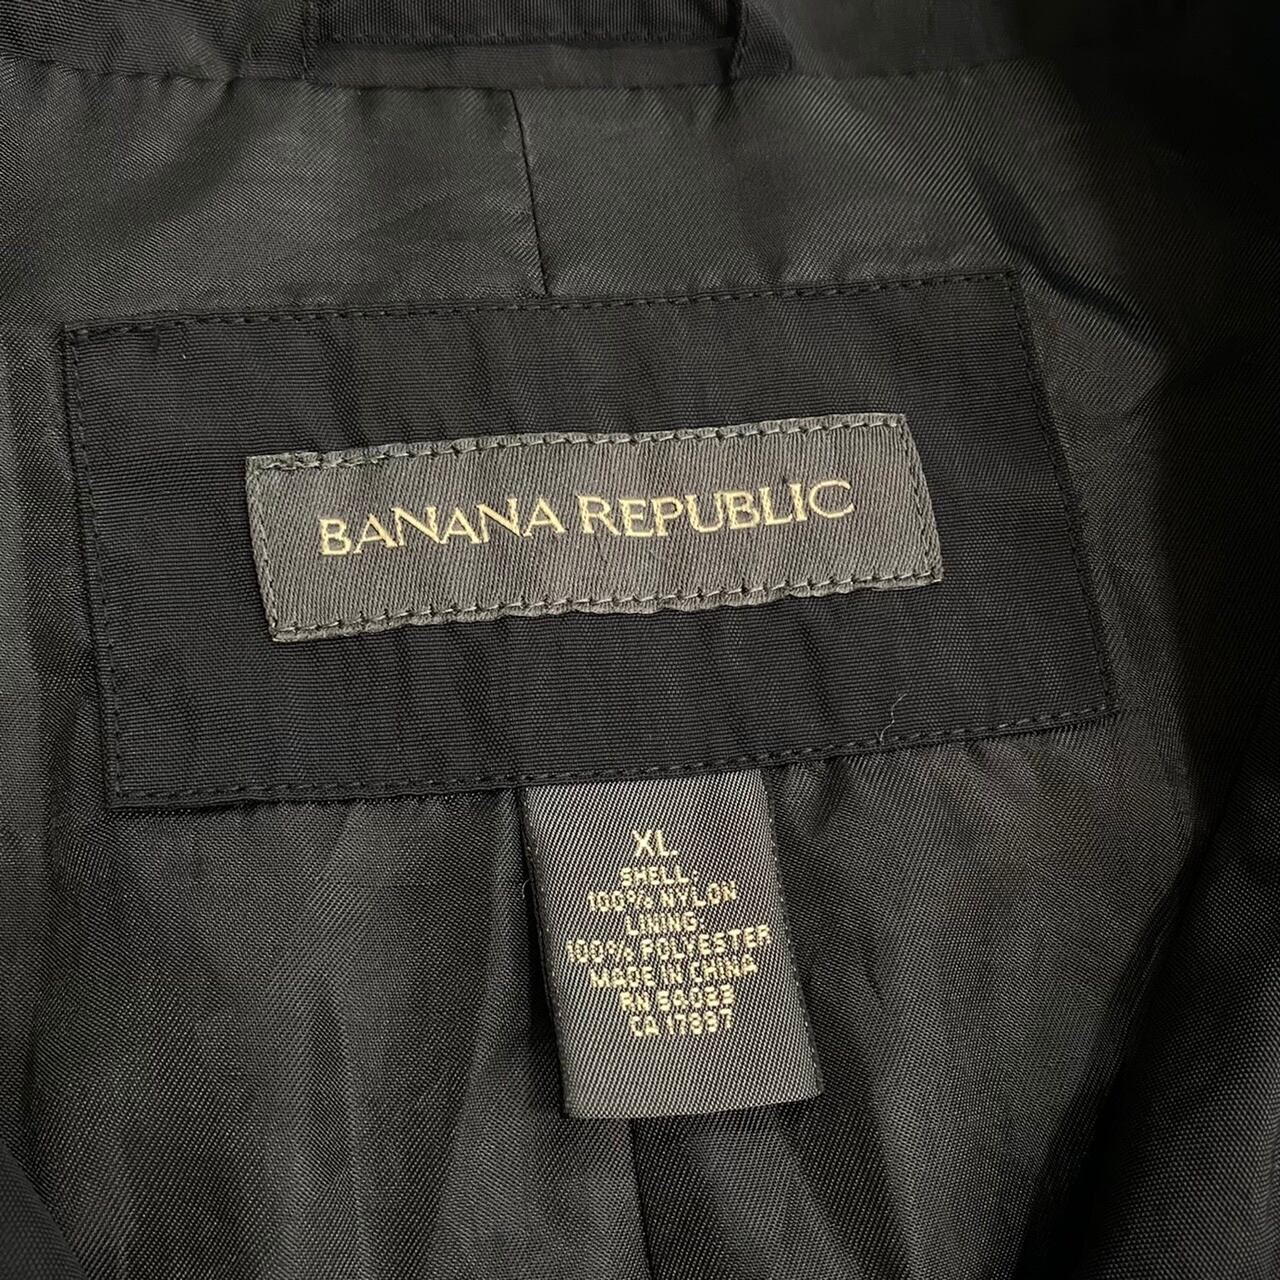 BANANA REPUBLIC
XL
SHELL
100% NYLON
LINING
100% POLYESTER
MADE IN CHINA
RN 54023
CA 17897